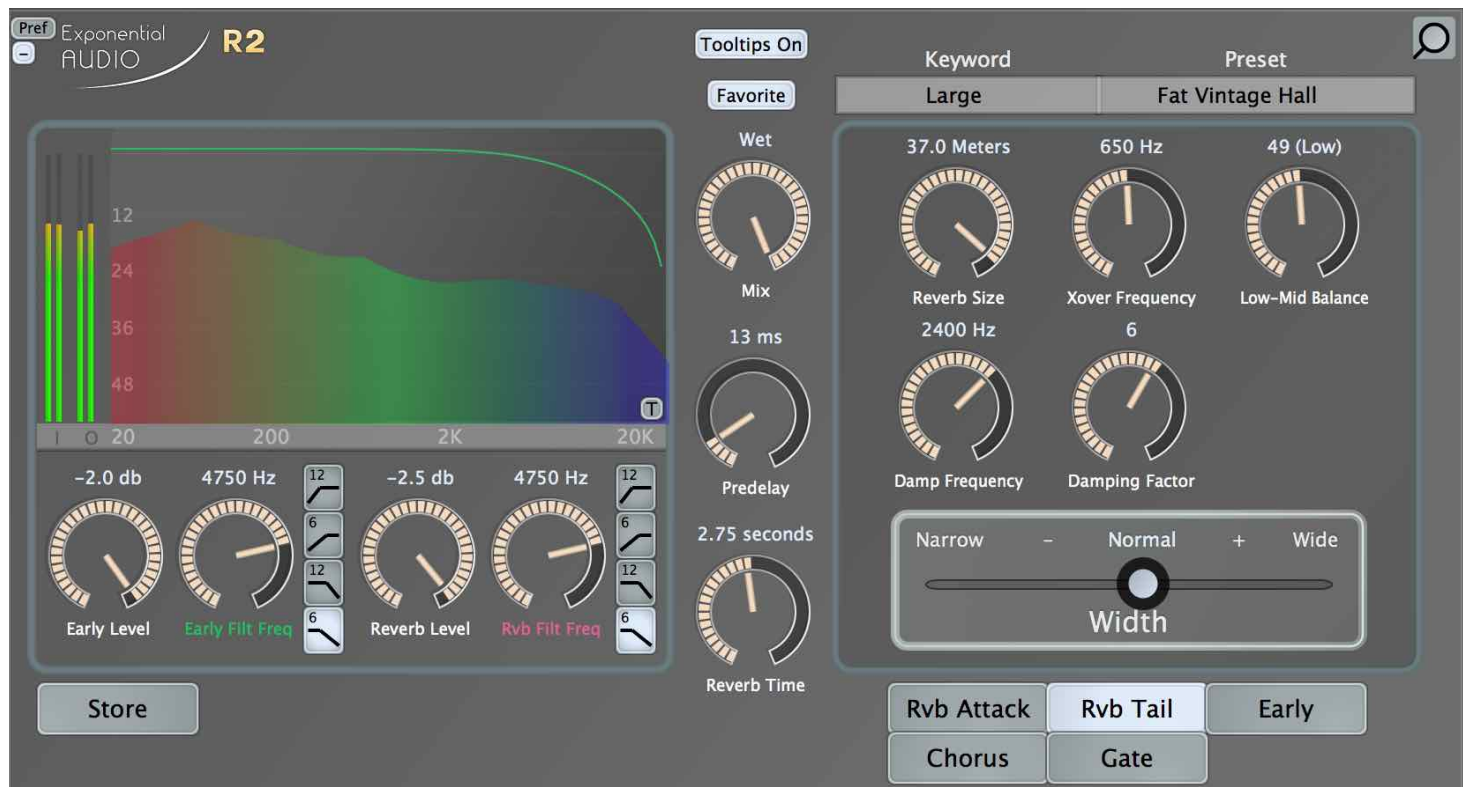 Pref
–
Exponential
AUDIO
R2
Tooltips On
Favorite
Keyword Preset
Large Fat Vintage Hall
12
24
36
48
T
I O 20 200 2K 20K
-2.0 db 4750 Hz -2.5 db 4750 Hz
12
6
12
6
12
6
12
6
Early Level Early Filt Freq Reverb Level Rvb Filt Freq
Store
Wet
Mix
13 ms
Predelay
2.75 seconds
Reverb Time
37.0 Meters 650 Hz 49 (Low)
Reverb Size Xover Frequency Low-Mid Balance
2400 Hz 6
Damp Frequency Damping Factor
Narrow – Normal + Wide
Width
Rvb Attack Rvb Tail Early
Chorus Gate